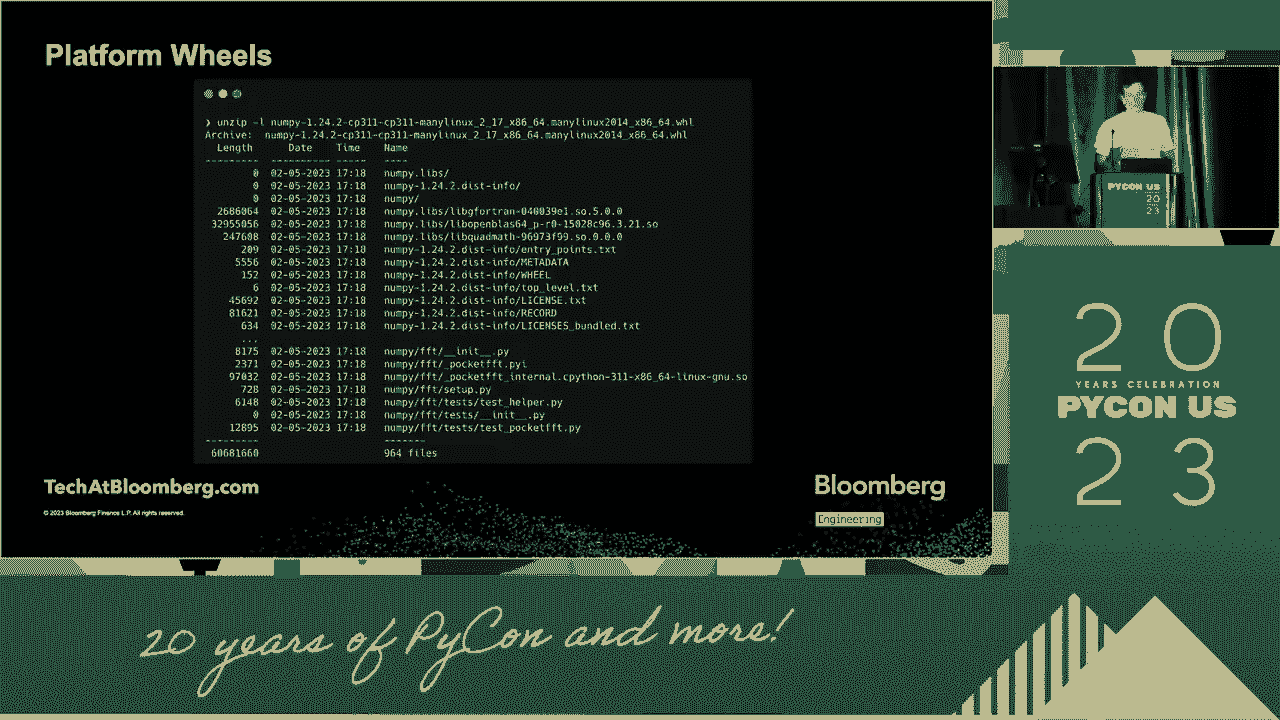 Platform Wheels
❯ unzip -l numpy-1.24.2-cp311-cp311-manylinux_2_17_x86_64.manylinux2014_x86_64.whl
Archive:  numpy-1.24.2-cp311-cp311-manylinux_2_17_x86_64.manylinux2014_x86_64.whl
Length      Date    Time    Name
---------  ---------- -----   ----
0  02-05-2023 17:18   numpy.libs/
0  02-05-2023 17:18   numpy-1.24.2.dist-info/
0  02-05-2023 17:18   numpy/
2686064  02-05-2023 17:18   numpy.libs/libgfortran-040039e1.so.5.0.0
32955056  02-05-2023 17:18   numpy.libs/libopenblas64_p-r0-15028c96.3.21.so
247608  02-05-2023 17:18   numpy.libs/libquadmath-96973f99.so.0.0.0
209  02-05-2023 17:18   numpy-1.24.2.dist-info/entry_points.txt
5556  02-05-2023 17:18   numpy-1.24.2.dist-info/METADATA
152  02-05-2023 17:18   numpy-1.24.2.dist-info/WHEEL
6  02-05-2023 17:18   numpy-1.24.2.dist-info/top_level.txt
45692  02-05-2023 17:18   numpy-1.24.2.dist-info/LICENSE.txt
81621  02-05-2023 17:18   numpy-1.24.2.dist-info/RECORD
634  02-05-2023 17:18   numpy-1.24.2.dist-info/LICENSES_bundled.txt
...
8175  02-05-2023 17:18   numpy/fft/__init__.py
2371  02-05-2023 17:18   numpy/fft/_pocketfft.pyi
97032  02-05-2023 17:18   numpy/fft/_pocketfft_internal.cpython-311-x86_64-linux-gnu.so
728  02-05-2023 17:18   numpy/fft/setup.py
6148  02-05-2023 17:18   numpy/fft/tests/test_helper.py
0  02-05-2023 17:18   numpy/fft/tests/__init__.py
12895  02-05-2023 17:18   numpy/fft/tests/test_pocketfft.py
---------                     -------
60681660                     964 files
TechAtBloomberg.com
© 2023 Bloomberg Finance L.P. All rights reserved.
Bloomberg
Engineering
PYCON US
20
23
20
YEARS CELEBRATION
PYCON US
23
20 years of PyCon and more!